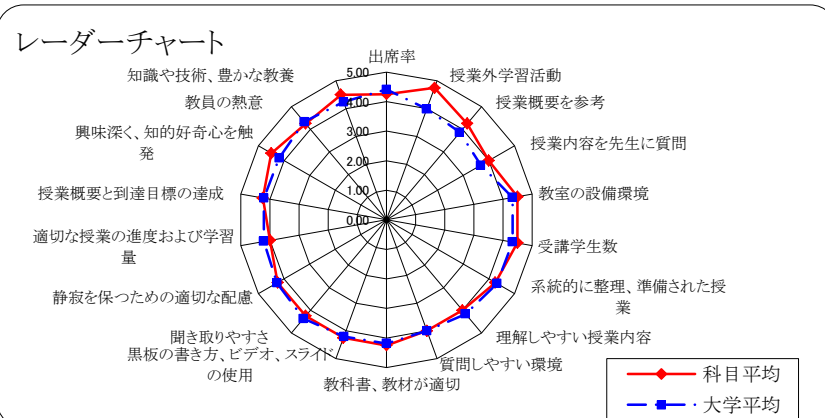 レーダーチャート
出席率
授業外学習活動
授業概要を参考
授業内容を先生に質問
教室の設備環境
受講学生数
系統的に整理、準備された授
業
理解しやすい授業内容
質問しやすい環境
教科書、教材が適切
黒板の書き方、ビデオ、スライド
の使用
聞き取りやすさ
静寂を保つための適切な配慮
適切な授業の進度および学習
量
授業概要と到達目標の達成
興味深く、知的好奇心を触
発
教員の熱意
知識や技術、豊かな教養
5.00
4.00
3.00
2.00
1.00
0.00
科目平均
大学平均